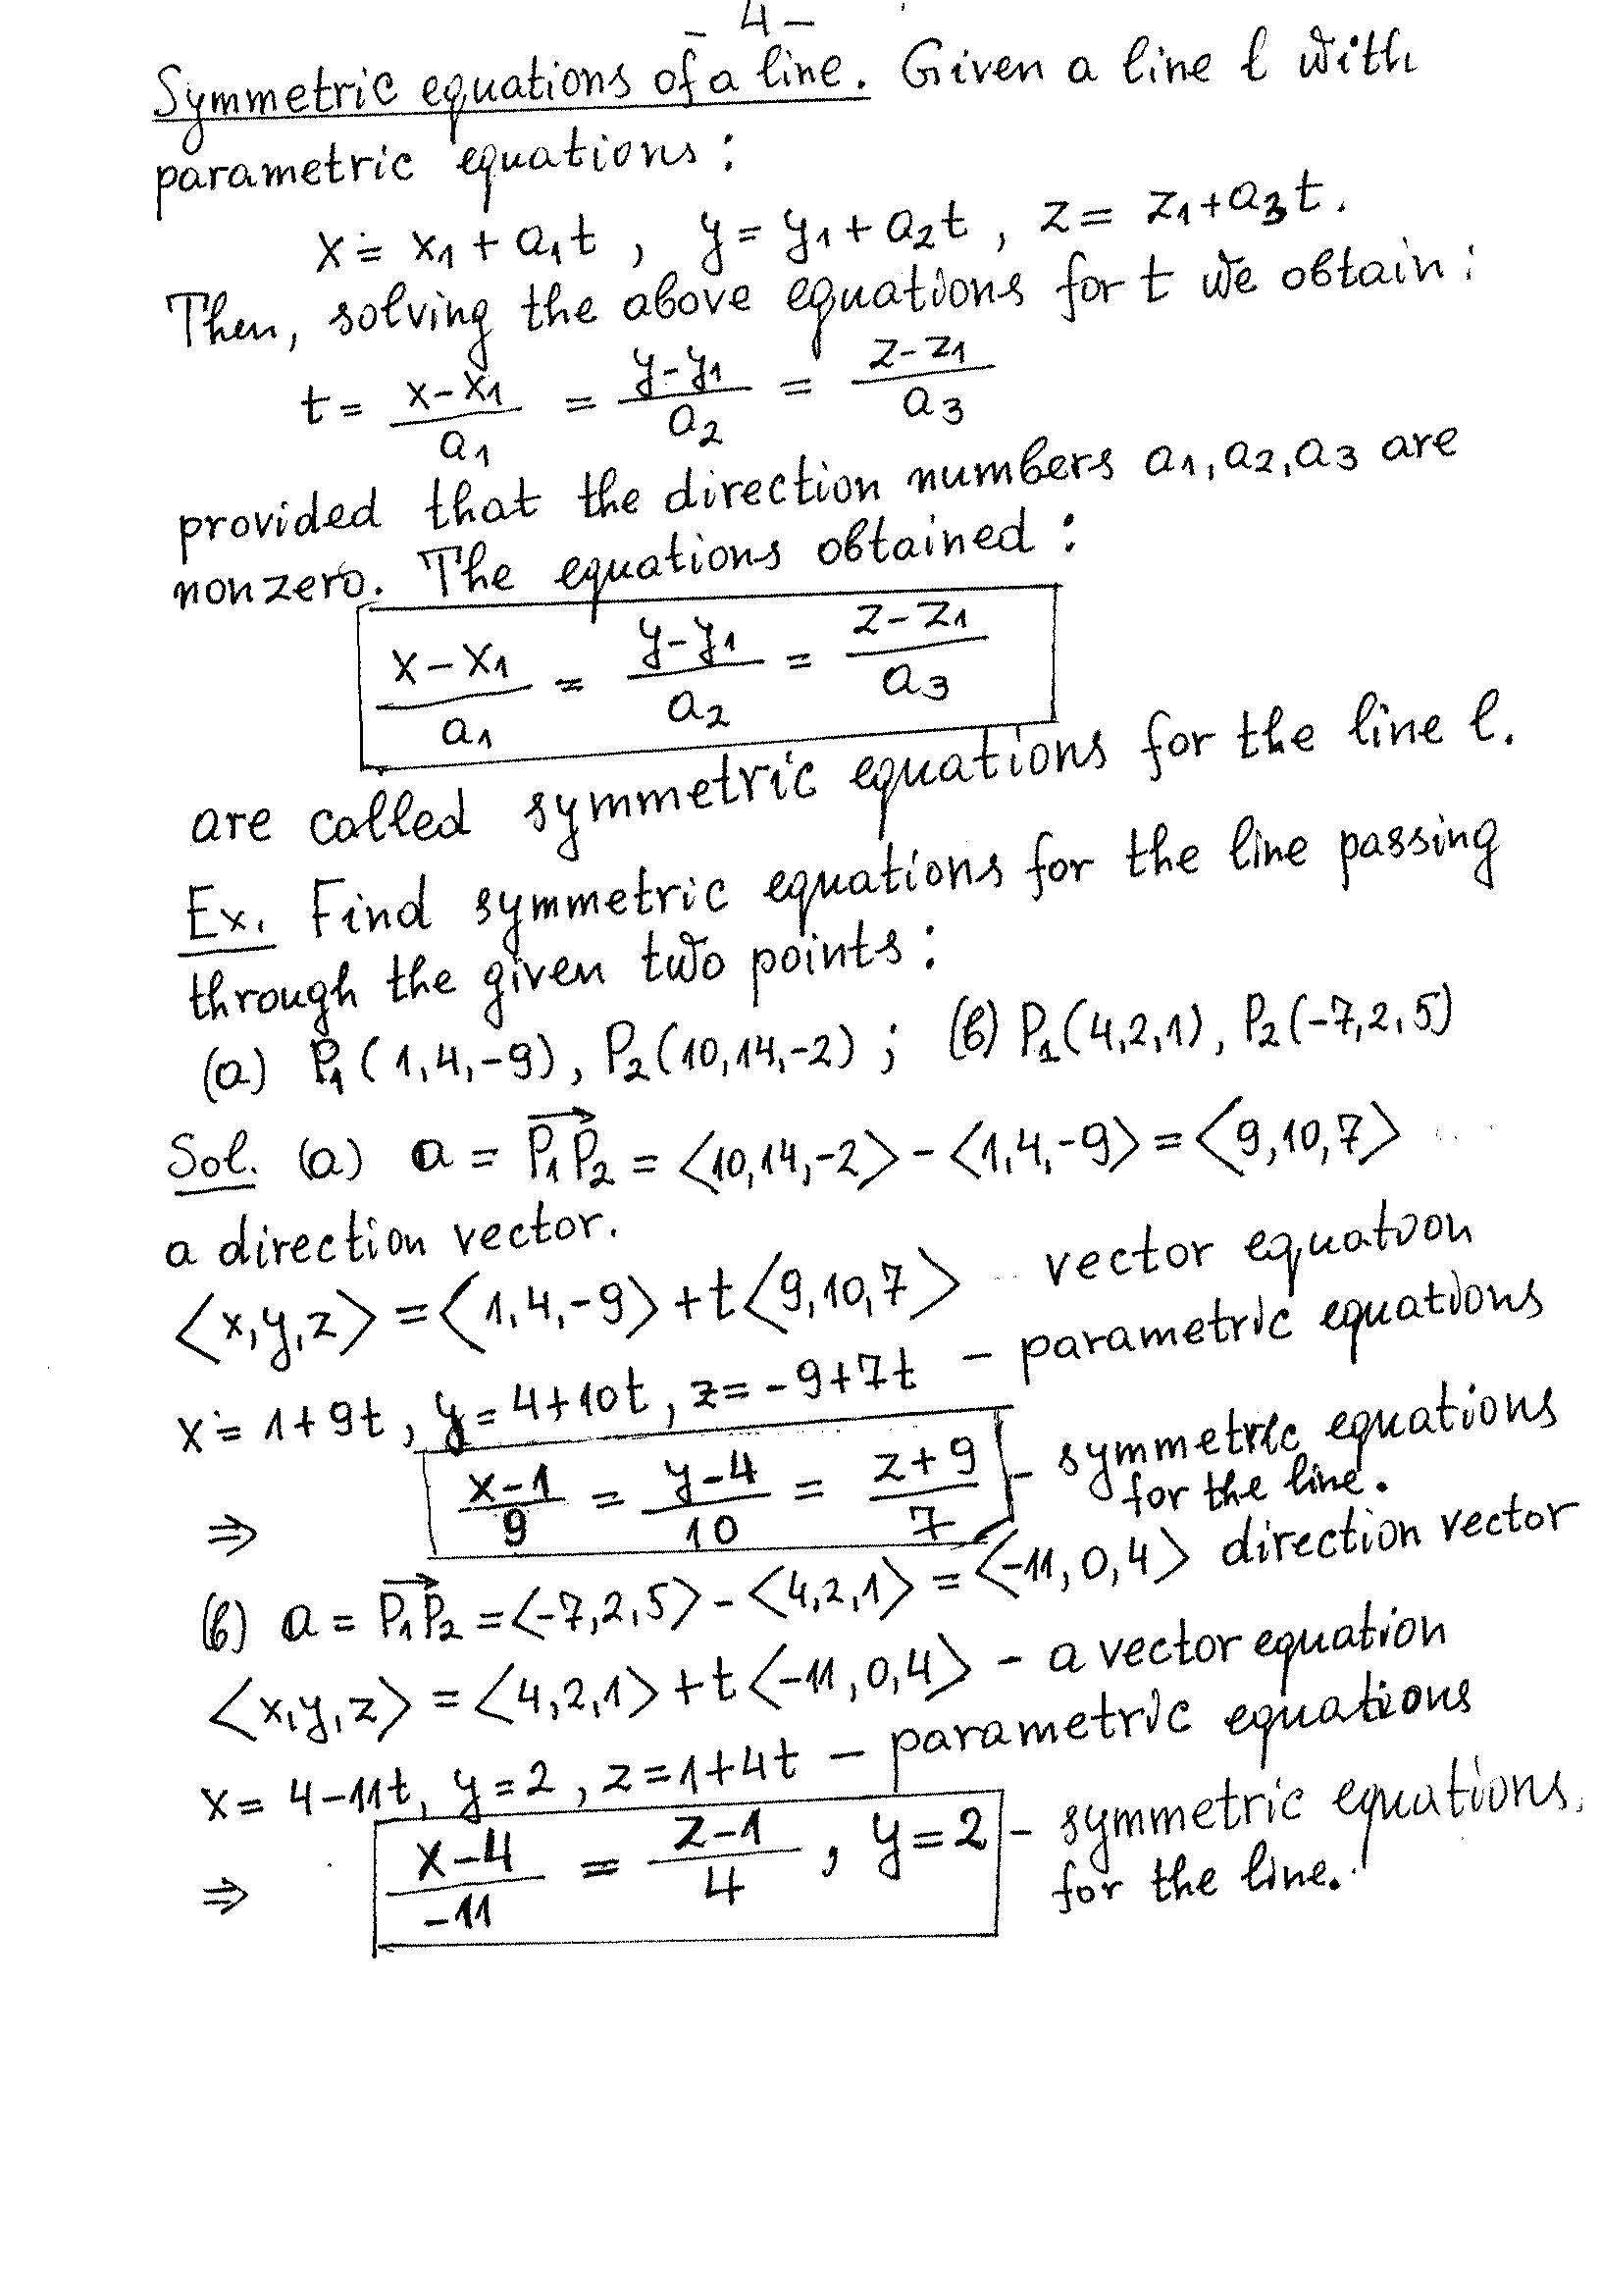 - 4 -
Symmetric equations of a line. Given a line l with
parametric equations:
x = x₁ + a₁t , y = y₁ + a₂t , z = z₁ + a₃t.
Then, solving the above equations for t we obtain:
t = (x-x₁)/a₁ = (y-y₁)/a₂ = (z-z₁)/a₃
provided that the direction numbers a₁, a₂, a₃ are
nonzero. The equations obtained:
(x-x₁)/a₁ = (y-y₁)/a₂ = (z-z₁)/a₃
are called symmetric equations for the line l.
Ex. Find symmetric equations for the line passing
through the given two points:
(a) P₁(1,4,-9), P₂(10,14,-2) ; (b) P₁(4,2,1), P₂(-7,2,5)
Sol. (a) a = P₁P₂→ = <10,14,-2> - <1,4,-9> = <9,10,7>
a direction vector.
<x,y,z> = <1,4,-9> + t<9,10,7> vector equation
x = 1+9t, y = 4+10t, z = -9+7t - parametric equations
⇒ (x-1)/9 = (y-4)/10 = (z+9)/7 - symmetric equations
for the line.
(b) a = P₁P₂→ = <-7,2,5> - <4,2,1> = <-11,0,4> direction vector
<x,y,z> = <4,2,1> + t<-11,0,4> - a vector equation
x = 4-11t, y = 2, z = 1+4t - parametric equations
⇒ (x-4)/-11 = (z-1)/4 , y = 2 - symmetric equations
for the line.